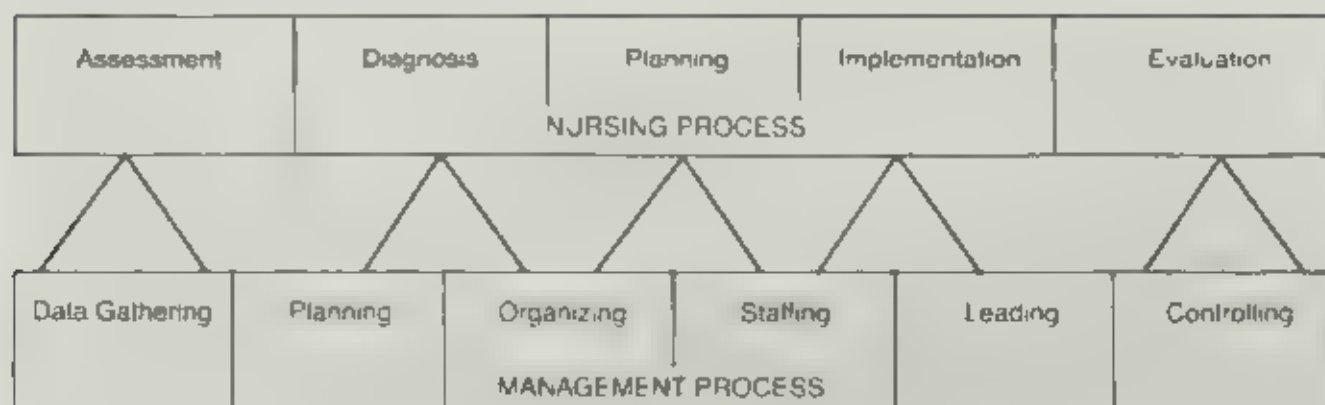 Assessment Diagnosis Planning Implementation Evaluation
NURSING PROCESS
Data Gathering Planning Organizing Staffing Leading Controlling
MANAGEMENT PROCESS